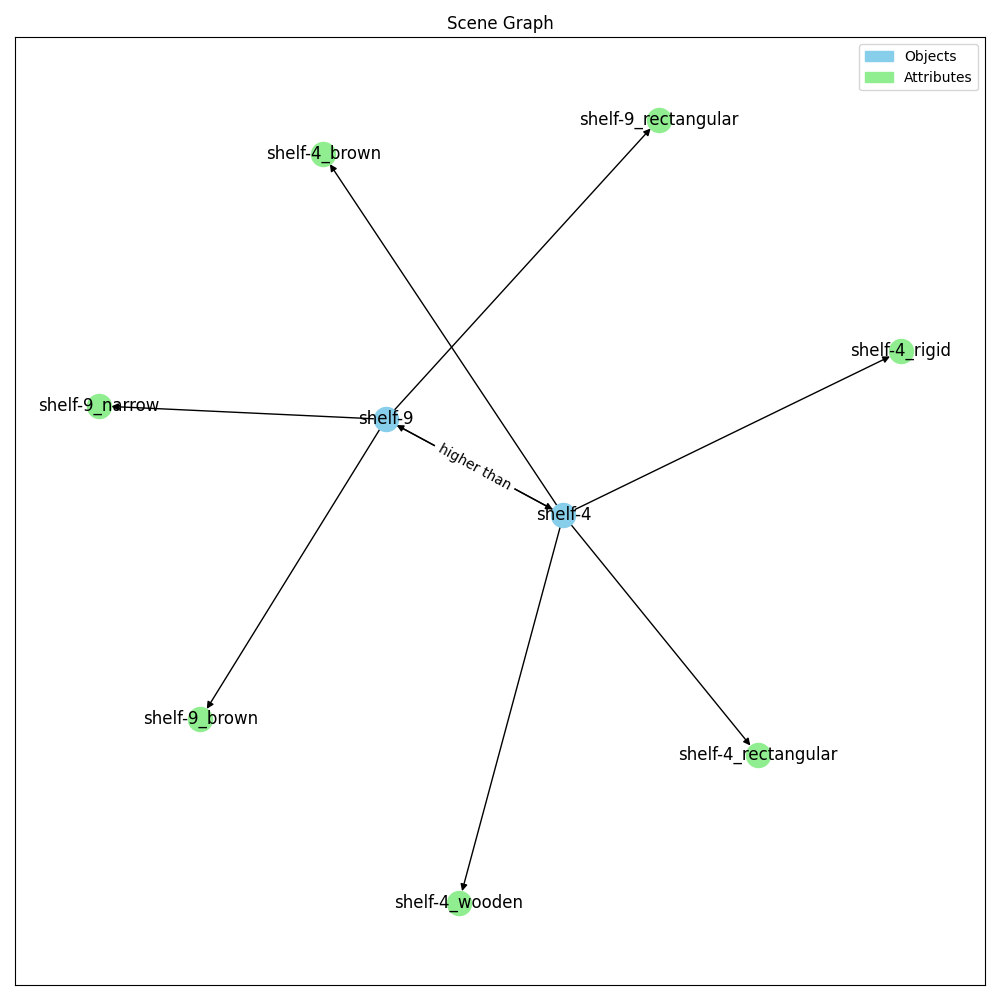 Scene Graph
Objects
Attributes
shelf-9_rectangular
shelf-4_brown
shelf-4_rigid
shelf-9_narrow
shelf-9
higher than
shelf-4
shelf-9_brown
shelf-4_rectangular
shelf-4_wooden